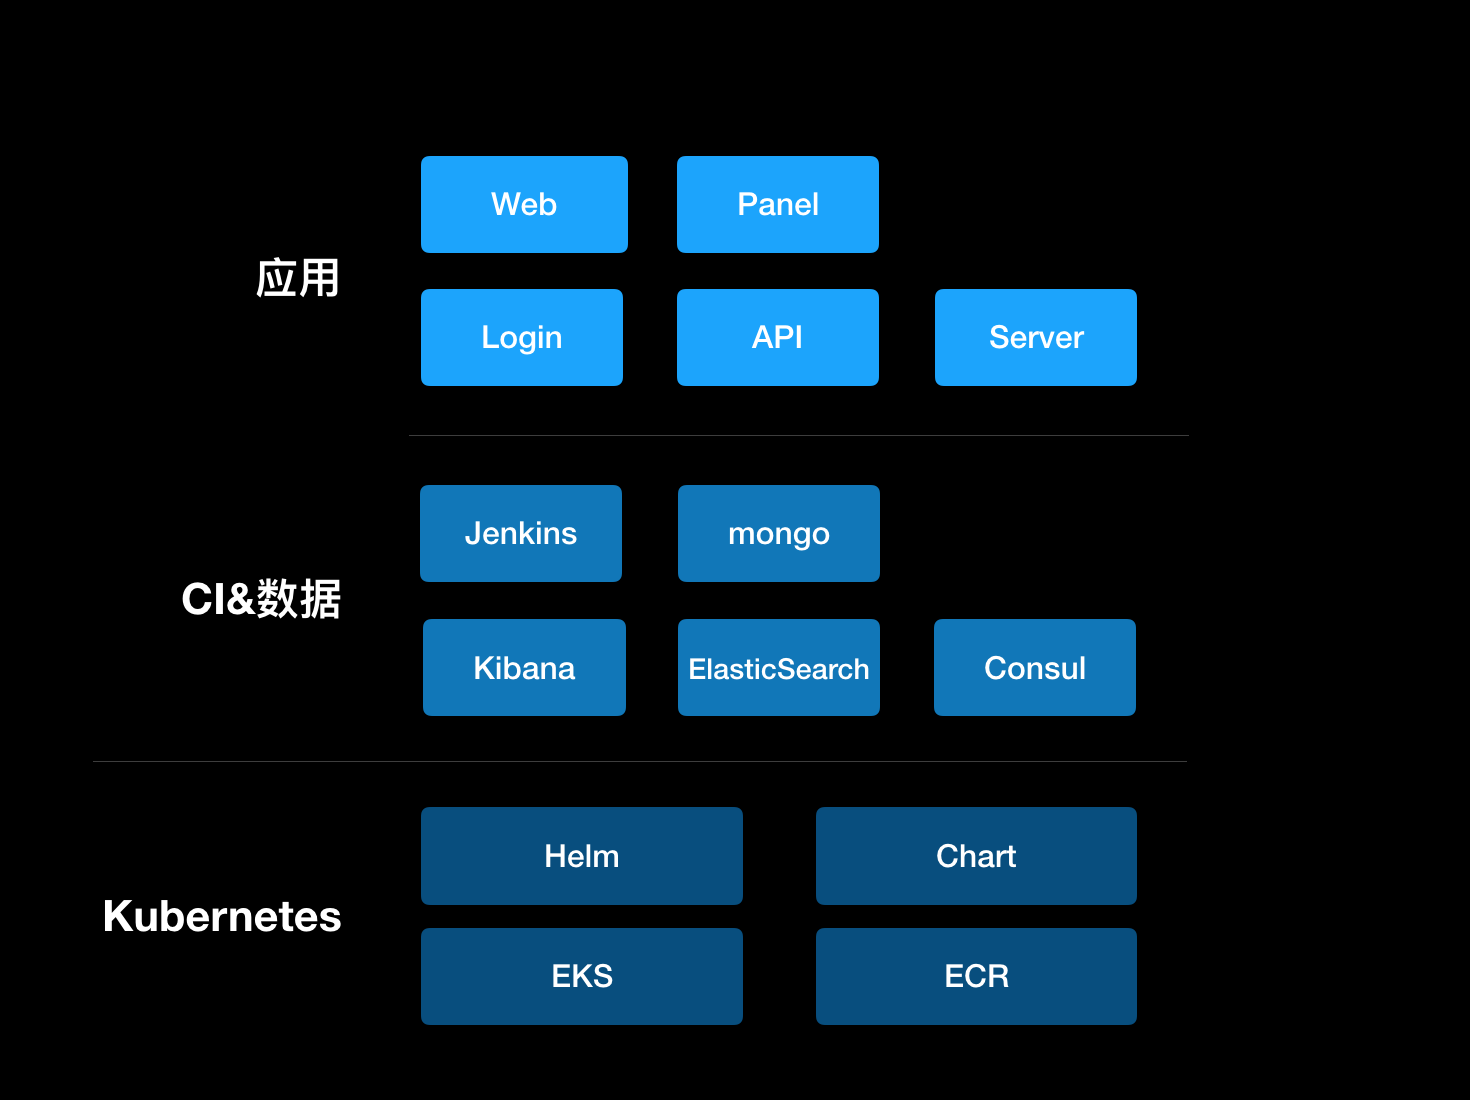 Web
Panel
应用
Login
API
Server
Jenkins
mongo
CI&数据
Kibana
ElasticSearch
Consul
Helm
Chart
Kubernetes
EKS
ECR